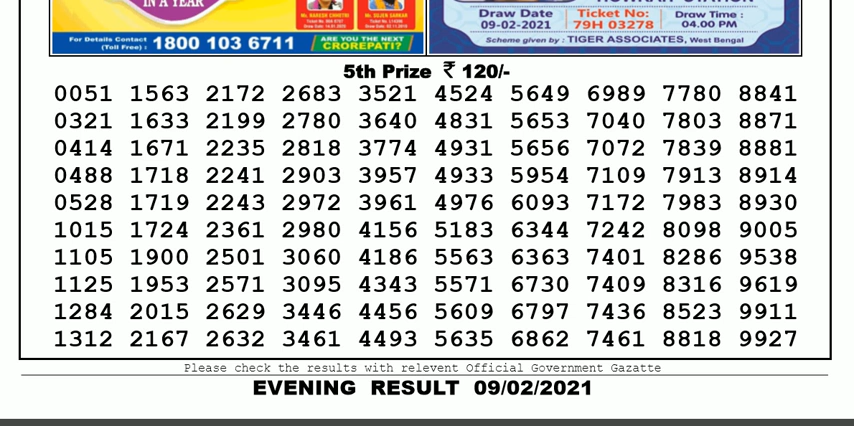 IN A YEAR
Mr. RAKESH CHHETRI
Mr. SUJEN SARKAR
For Details Contact
(Toll Free) : 1800 103 6711
ARE YOU THE NEXT
CROREPATI?
Draw Date
09-02-2021
Ticket No:
79H 03278
Draw Time :
04.00 PM
Scheme given by : TIGER ASSOCIATES, West Bengal
5th Prize ₹ 120/-
0051 1563 2172 2683 3521 4524 5649 6989 7780 8841
0321 1633 2199 2780 3640 4831 5653 7040 7803 8871
0414 1671 2235 2818 3774 4931 5656 7072 7839 8881
0488 1718 2241 2903 3957 4933 5954 7109 7913 8914
0528 1719 2243 2972 3961 4976 6093 7172 7983 8930
1015 1724 2361 2980 4156 5183 6344 7242 8098 9005
1105 1900 2501 3060 4186 5563 6363 7401 8286 9538
1125 1953 2571 3095 4343 5571 6730 7409 8316 9619
1284 2015 2629 3446 4456 5609 6797 7436 8523 9911
1312 2167 2632 3461 4493 5635 6862 7461 8818 9927
Please check the results with relevent Official Government Gazatte
EVENING RESULT 09/02/2021